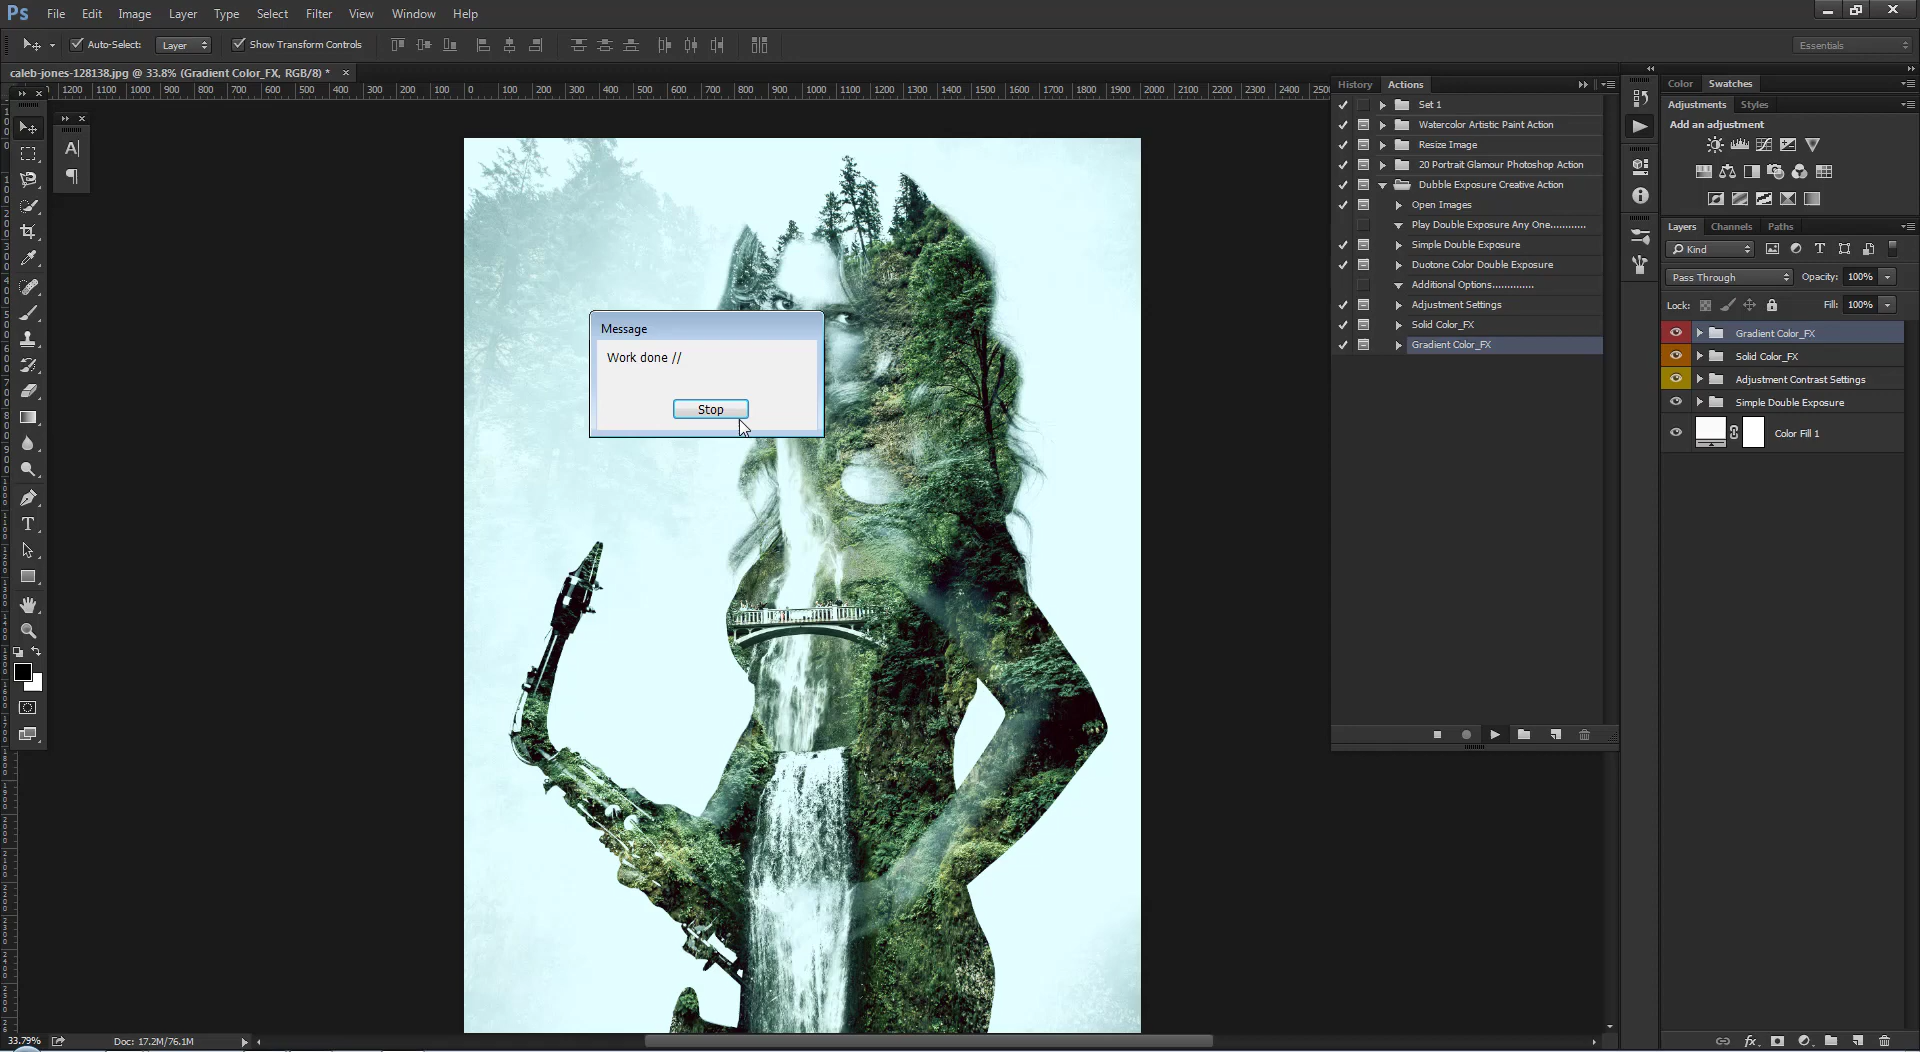 Ps File Edit Image Layer Type Select Filter View Window Help
Auto-Select: Layer Show Transform Controls Essentials
caleb-jones-128138.jpg @ 33.8% (Gradient Color_FX, RGB/8) * ×
1200 1100 1000 900 800 700 600 500 400 300 200 100 0 100 200 300 400 500 600 700 800 900 1000 1100 1200 1300 1400 1500 1600 1700 1800 1900 2000 2100 2200 2300 2400
History Actions
Set 1
Watercolor Artistic Paint Action
Resize Image
20 Portrait Glamour Photoshop Action
Dubble Exposure Creative Action
Open Images
Play Double Exposure Any One............
Simple Double Exposure
Duotone Color Double Exposure
Additional Options..............
Adjustment Settings
Solid Color_FX
Gradient Color_FX
Color Swatches
Adjustments Styles
Add an adjustment
Layers Channels Paths
Kind
Pass Through Opacity: 100%
Lock: Fill: 100%
Gradient Color_FX
Solid Color_FX
Adjustment Contrast Settings
Simple Double Exposure
Color Fill 1
Message
Work done //
Stop
33.79% Doc: 17.2M/76.1M